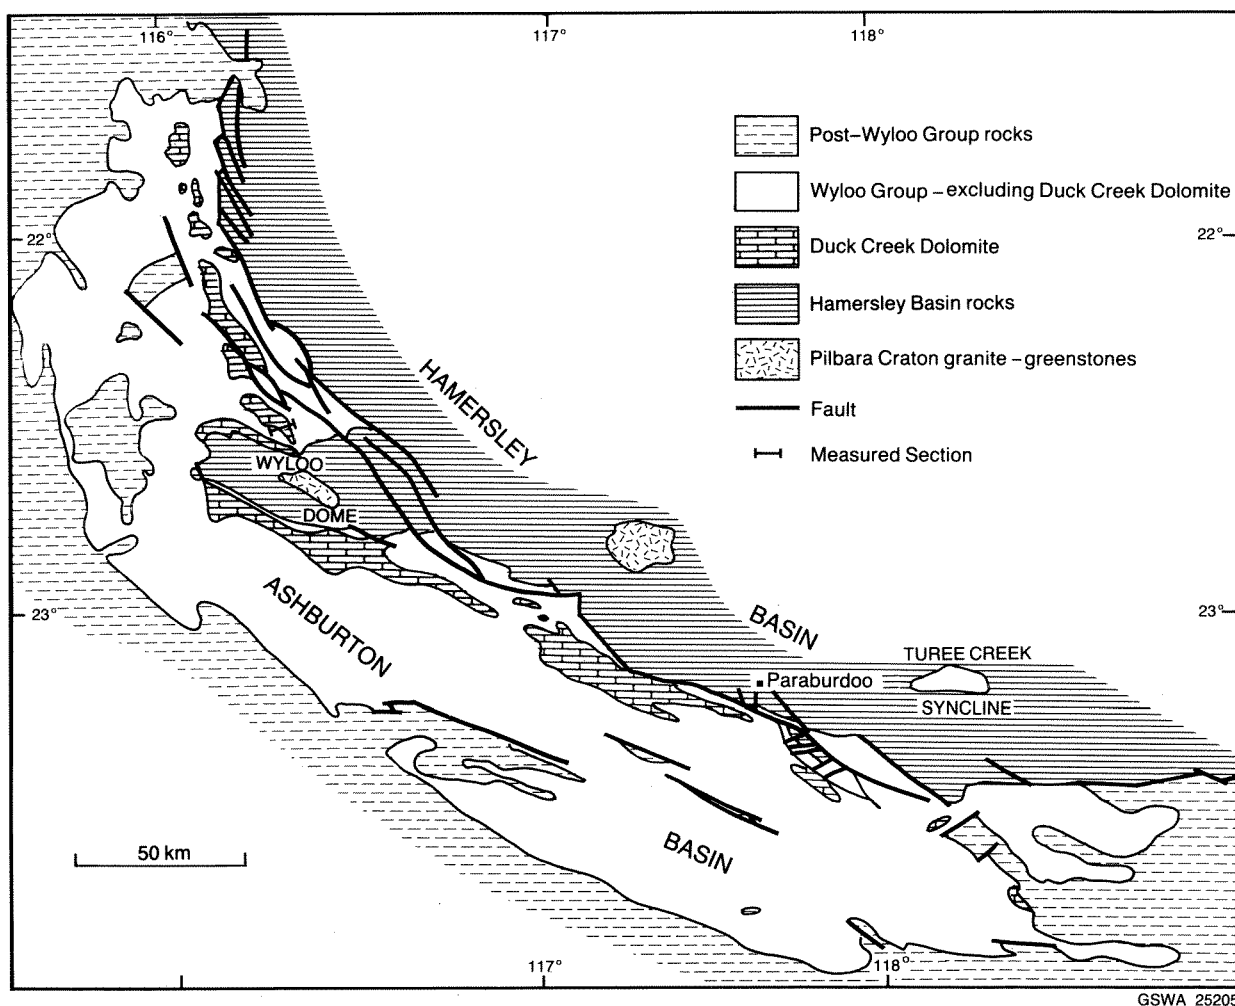 116°
117°
118°
Post–Wyloo Group rocks
Wyloo Group – excluding Duck Creek Dolomite
22°
22°
Duck Creek Dolomite
Hamersley Basin rocks
Pilbara Craton granite – greenstones
HAMERSLEY
Fault
Measured Section
WYLOO
DOME
ASHBURTON
23°
BASIN
23°
TUREE CREEK
Paraburdoo
SYNCLINE
50 km
BASIN
117°
118°
GSWA 25205